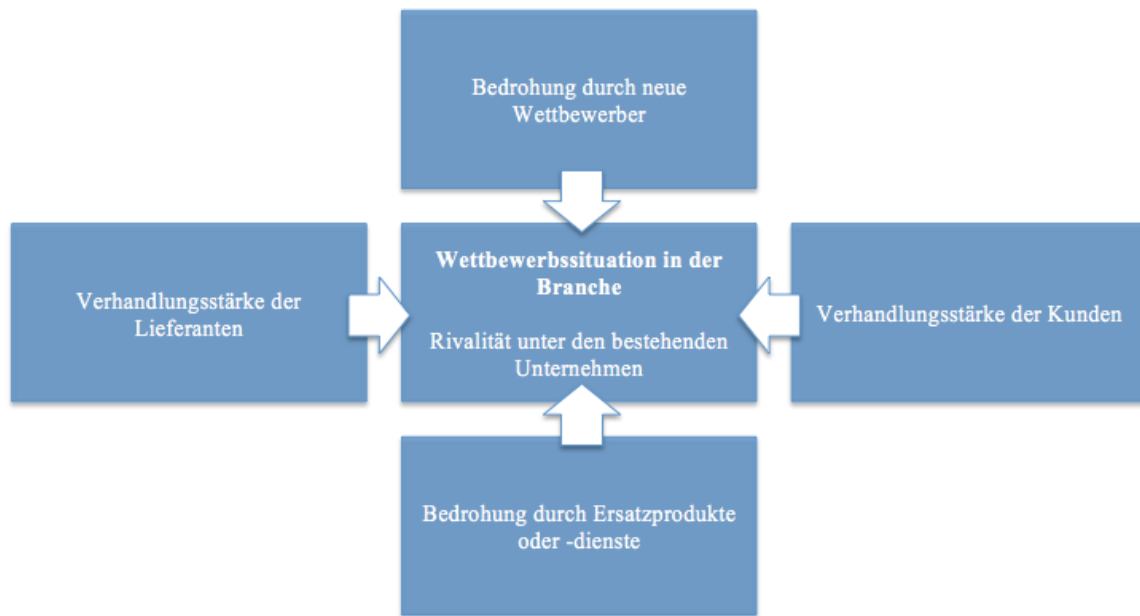 Bedrohung durch neue
Wettbewerber
Verhandlungsstärke der
Lieferanten
Wettbewerbssituation in der
Branche
Rivalität unter den bestehenden
Unternehmen
Verhandlungsstärke der Kunden
Bedrohung durch Ersatzprodukte
oder -dienste